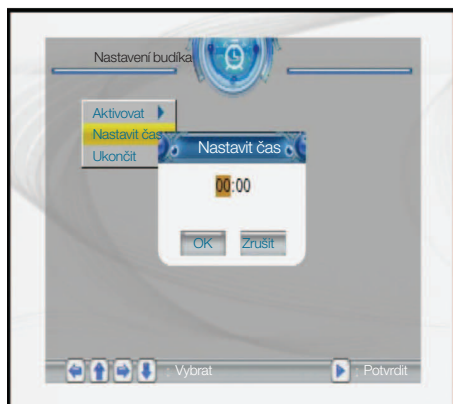 Nastavení budíka
Aktivovat
Nastavit čas
Ukončit
Nastavit čas
00:00
OK Zrušit
: Vybrat : Potvrdit